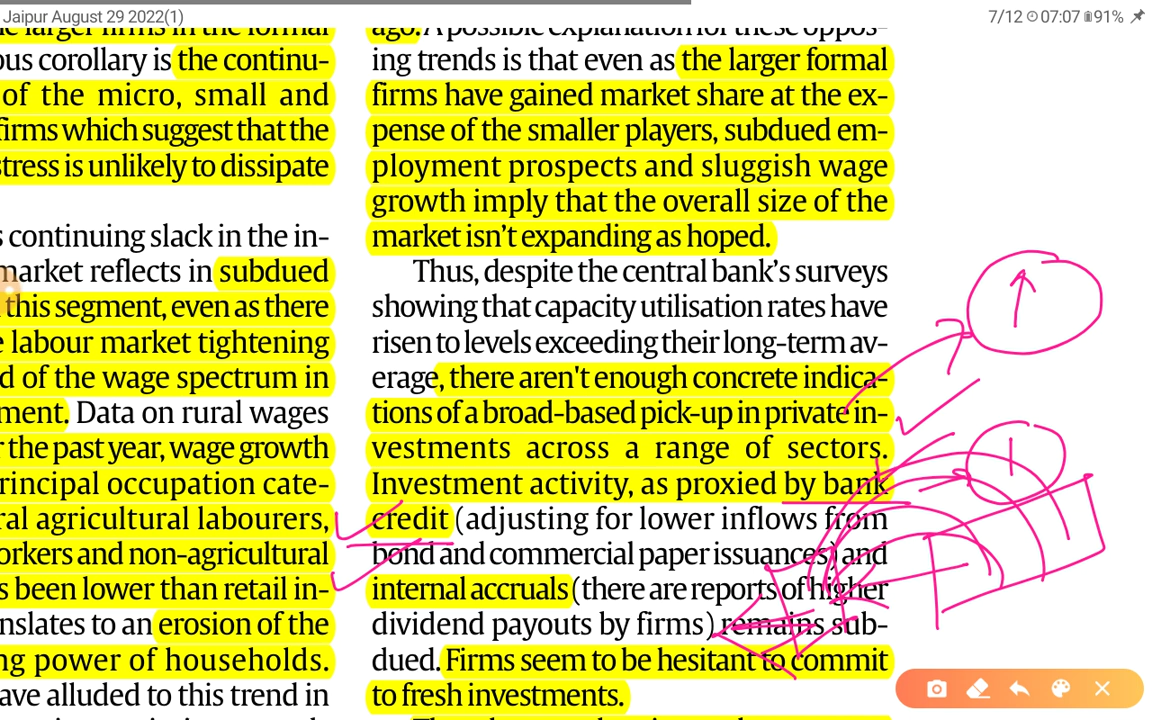 Jaipur August 29 2022(1)
7/12 07:07 91%
larger firms in the formal
ous corollary is the continu-
of the micro, small and
firms which suggest that the
stress is unlikely to dissipate
s continuing slack in the in-
market reflects in subdued
this segment, even as there
labour market tightening
d of the wage spectrum in
ment. Data on rural wages
r the past year, wage growth
rincipal occupation cate-
ral agricultural labourers,
orkers and non-agricultural
s been lower than retail in-
nslates to an erosion of the
ng power of households.
ave alluded to this trend in
ago. A possible explanation for these oppos-
ing trends is that even as the larger formal
firms have gained market share at the ex-
pense of the smaller players, subdued em-
ployment prospects and sluggish wage
growth imply that the overall size of the
market isn't expanding as hoped.
Thus, despite the central bank's surveys
showing that capacity utilisation rates have
risen to levels exceeding their long-term av-
erage, there aren't enough concrete indica-
tions of a broad-based pick-up in private in-
vestments across a range of sectors.
Investment activity, as proxied by bank
credit (adjusting for lower inflows from
bond and commercial paper issuances) and
internal accruals (there are reports of higher
dividend payouts by firms) remains sub-
dued. Firms seem to be hesitant to commit
to fresh investments.